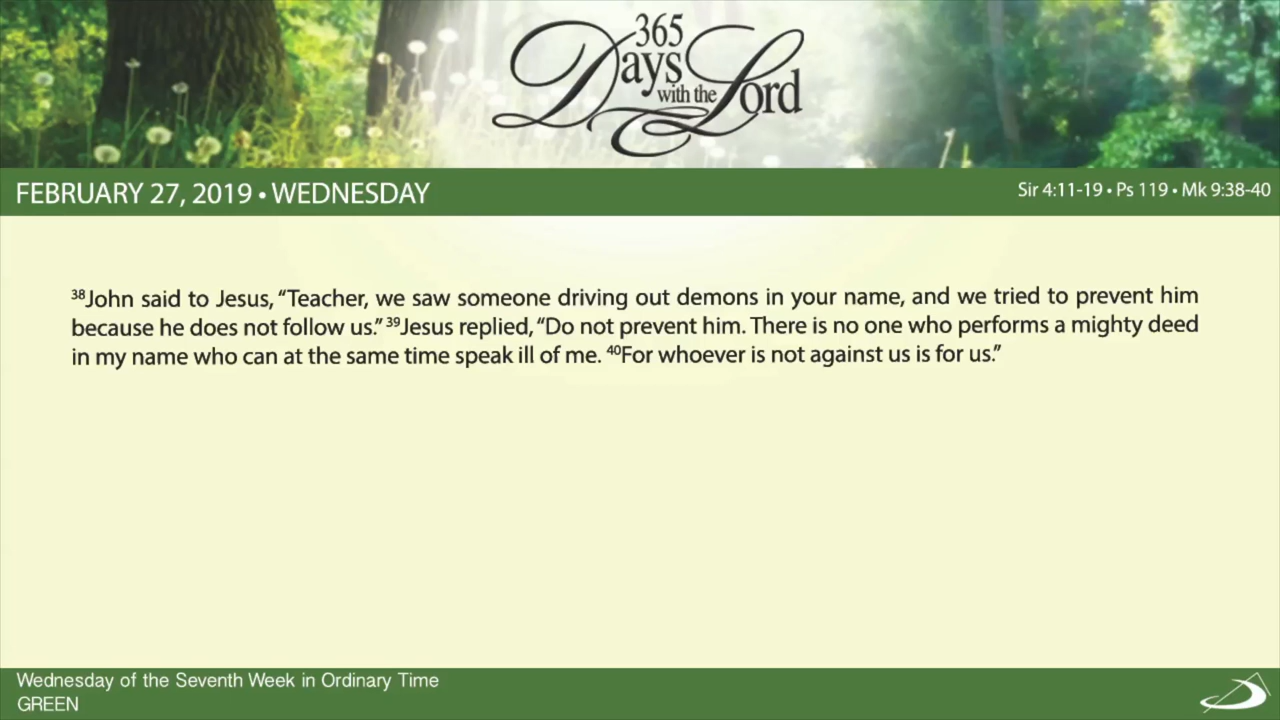 365
Days
with the Lord
FEBRUARY 27, 2019 • WEDNESDAY
Sir 4:11-19 • Ps 119 • Mk 9:38-40
³⁸John said to Jesus, “Teacher, we saw someone driving out demons in your name, and we tried to prevent him
because he does not follow us.” ³⁹Jesus replied, “Do not prevent him. There is no one who performs a mighty deed
in my name who can at the same time speak ill of me. ⁴⁰For whoever is not against us is for us.”
Wednesday of the Seventh Week in Ordinary Time
GREEN